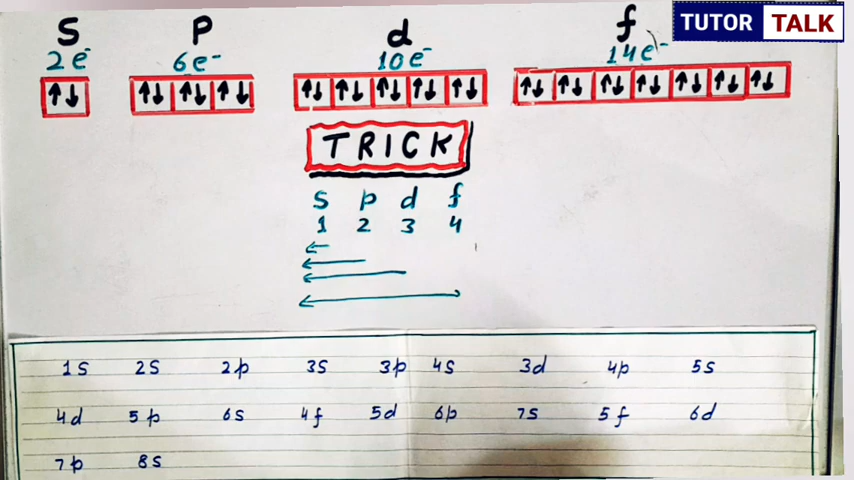 TUTOR TALK
S P d f
2e⁻ 6e⁻ 10e⁻ 14e⁻
TRICK
s p d f
1 2 3 4
1s 2s 2p 3s 3p 4s 3d 4p 5s
4d 5p 6s 4f 5d 6p 7s 5f 6d
7p 8s